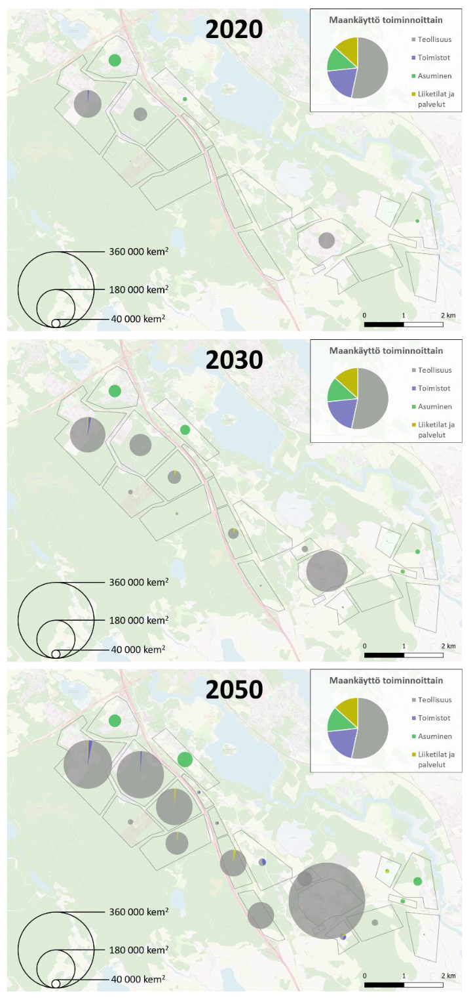 2020
Maankäyttö toiminnoittain
Teollisuus
Toimistot
Asuminen
Liiketilat ja
palvelut
360 000 kem²
180 000 kem²
40 000 kem²
0 1 2 km
2030
Maankäyttö toiminnoittain
Teollisuus
Toimistot
Asuminen
Liiketilat ja
palvelut
360 000 kem²
180 000 kem²
40 000 kem²
0 1 2 km
2050
Maankäyttö toiminnoittain
Teollisuus
Toimistot
Asuminen
Liiketilat ja
palvelut
360 000 kem²
180 000 kem²
40 000 kem²
0 1 2 km